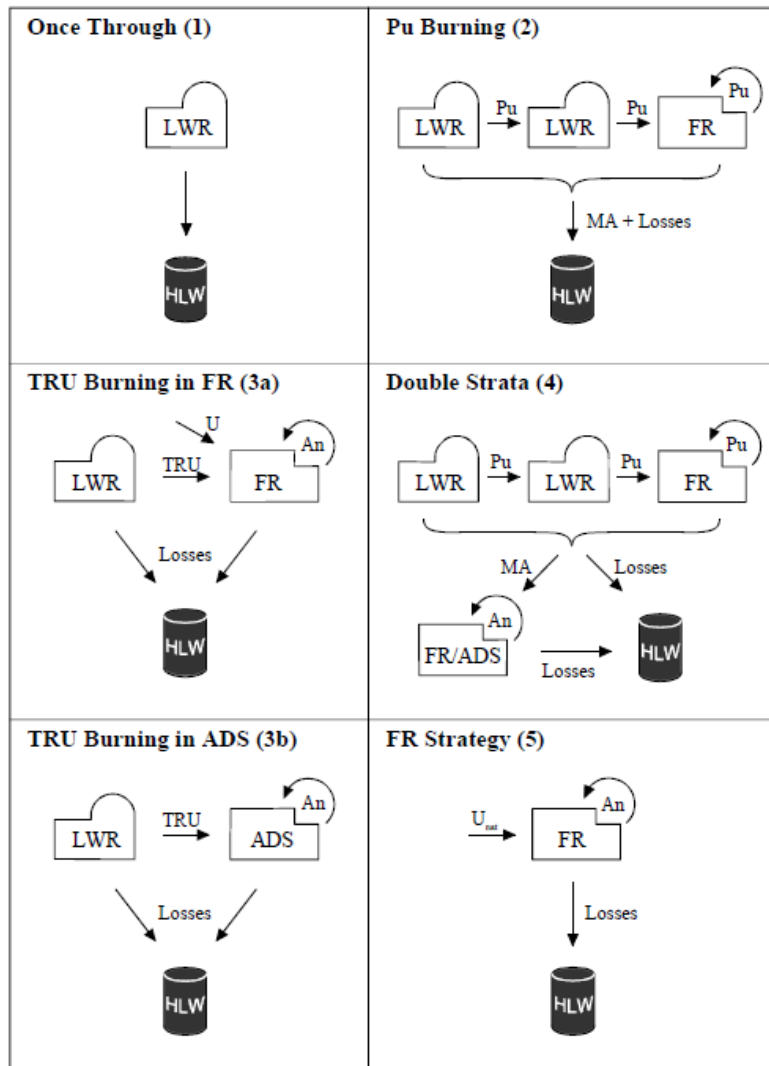 Once Through (1)
LWR
HLW
Pu Burning (2)
LWR
Pu
LWR
Pu
FR
Pu
MA + Losses
HLW
TRU Burning in FR (3a)
U
LWR
TRU
FR
An
Losses
HLW
Double Strata (4)
LWR
Pu
LWR
Pu
FR
Pu
MA
Losses
An
FR/ADS
Losses
HLW
TRU Burning in ADS (3b)
LWR
TRU
ADS
An
Losses
HLW
FR Strategy (5)
Unat
FR
An
Losses
HLW